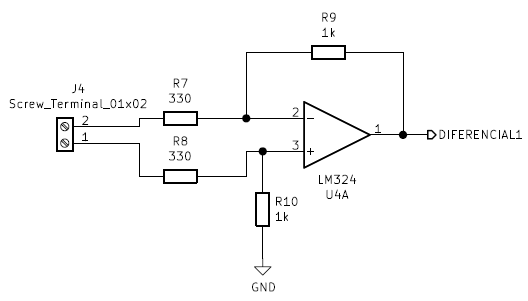 R9
1k
J4
Screw_Terminal_01x02
R7
330
2
1
2
1
DIFERENCIAL1
R8
330
3
LM324
U4A
R10
1k
GND